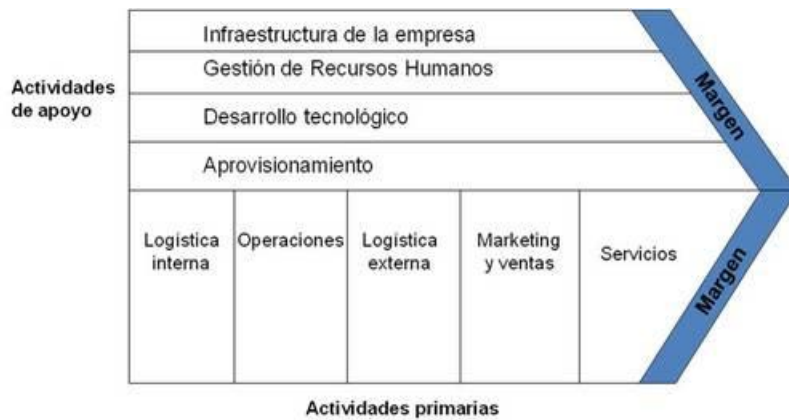 Infraestructura de la empresa
Gestión de Recursos Humanos
Actividades
de apoyo
Desarrollo tecnológico
Aprovisionamiento
Margen
Logística
interna
Operaciones
Logística
externa
Marketing
y ventas
Servicios
Margen
Actividades primarias